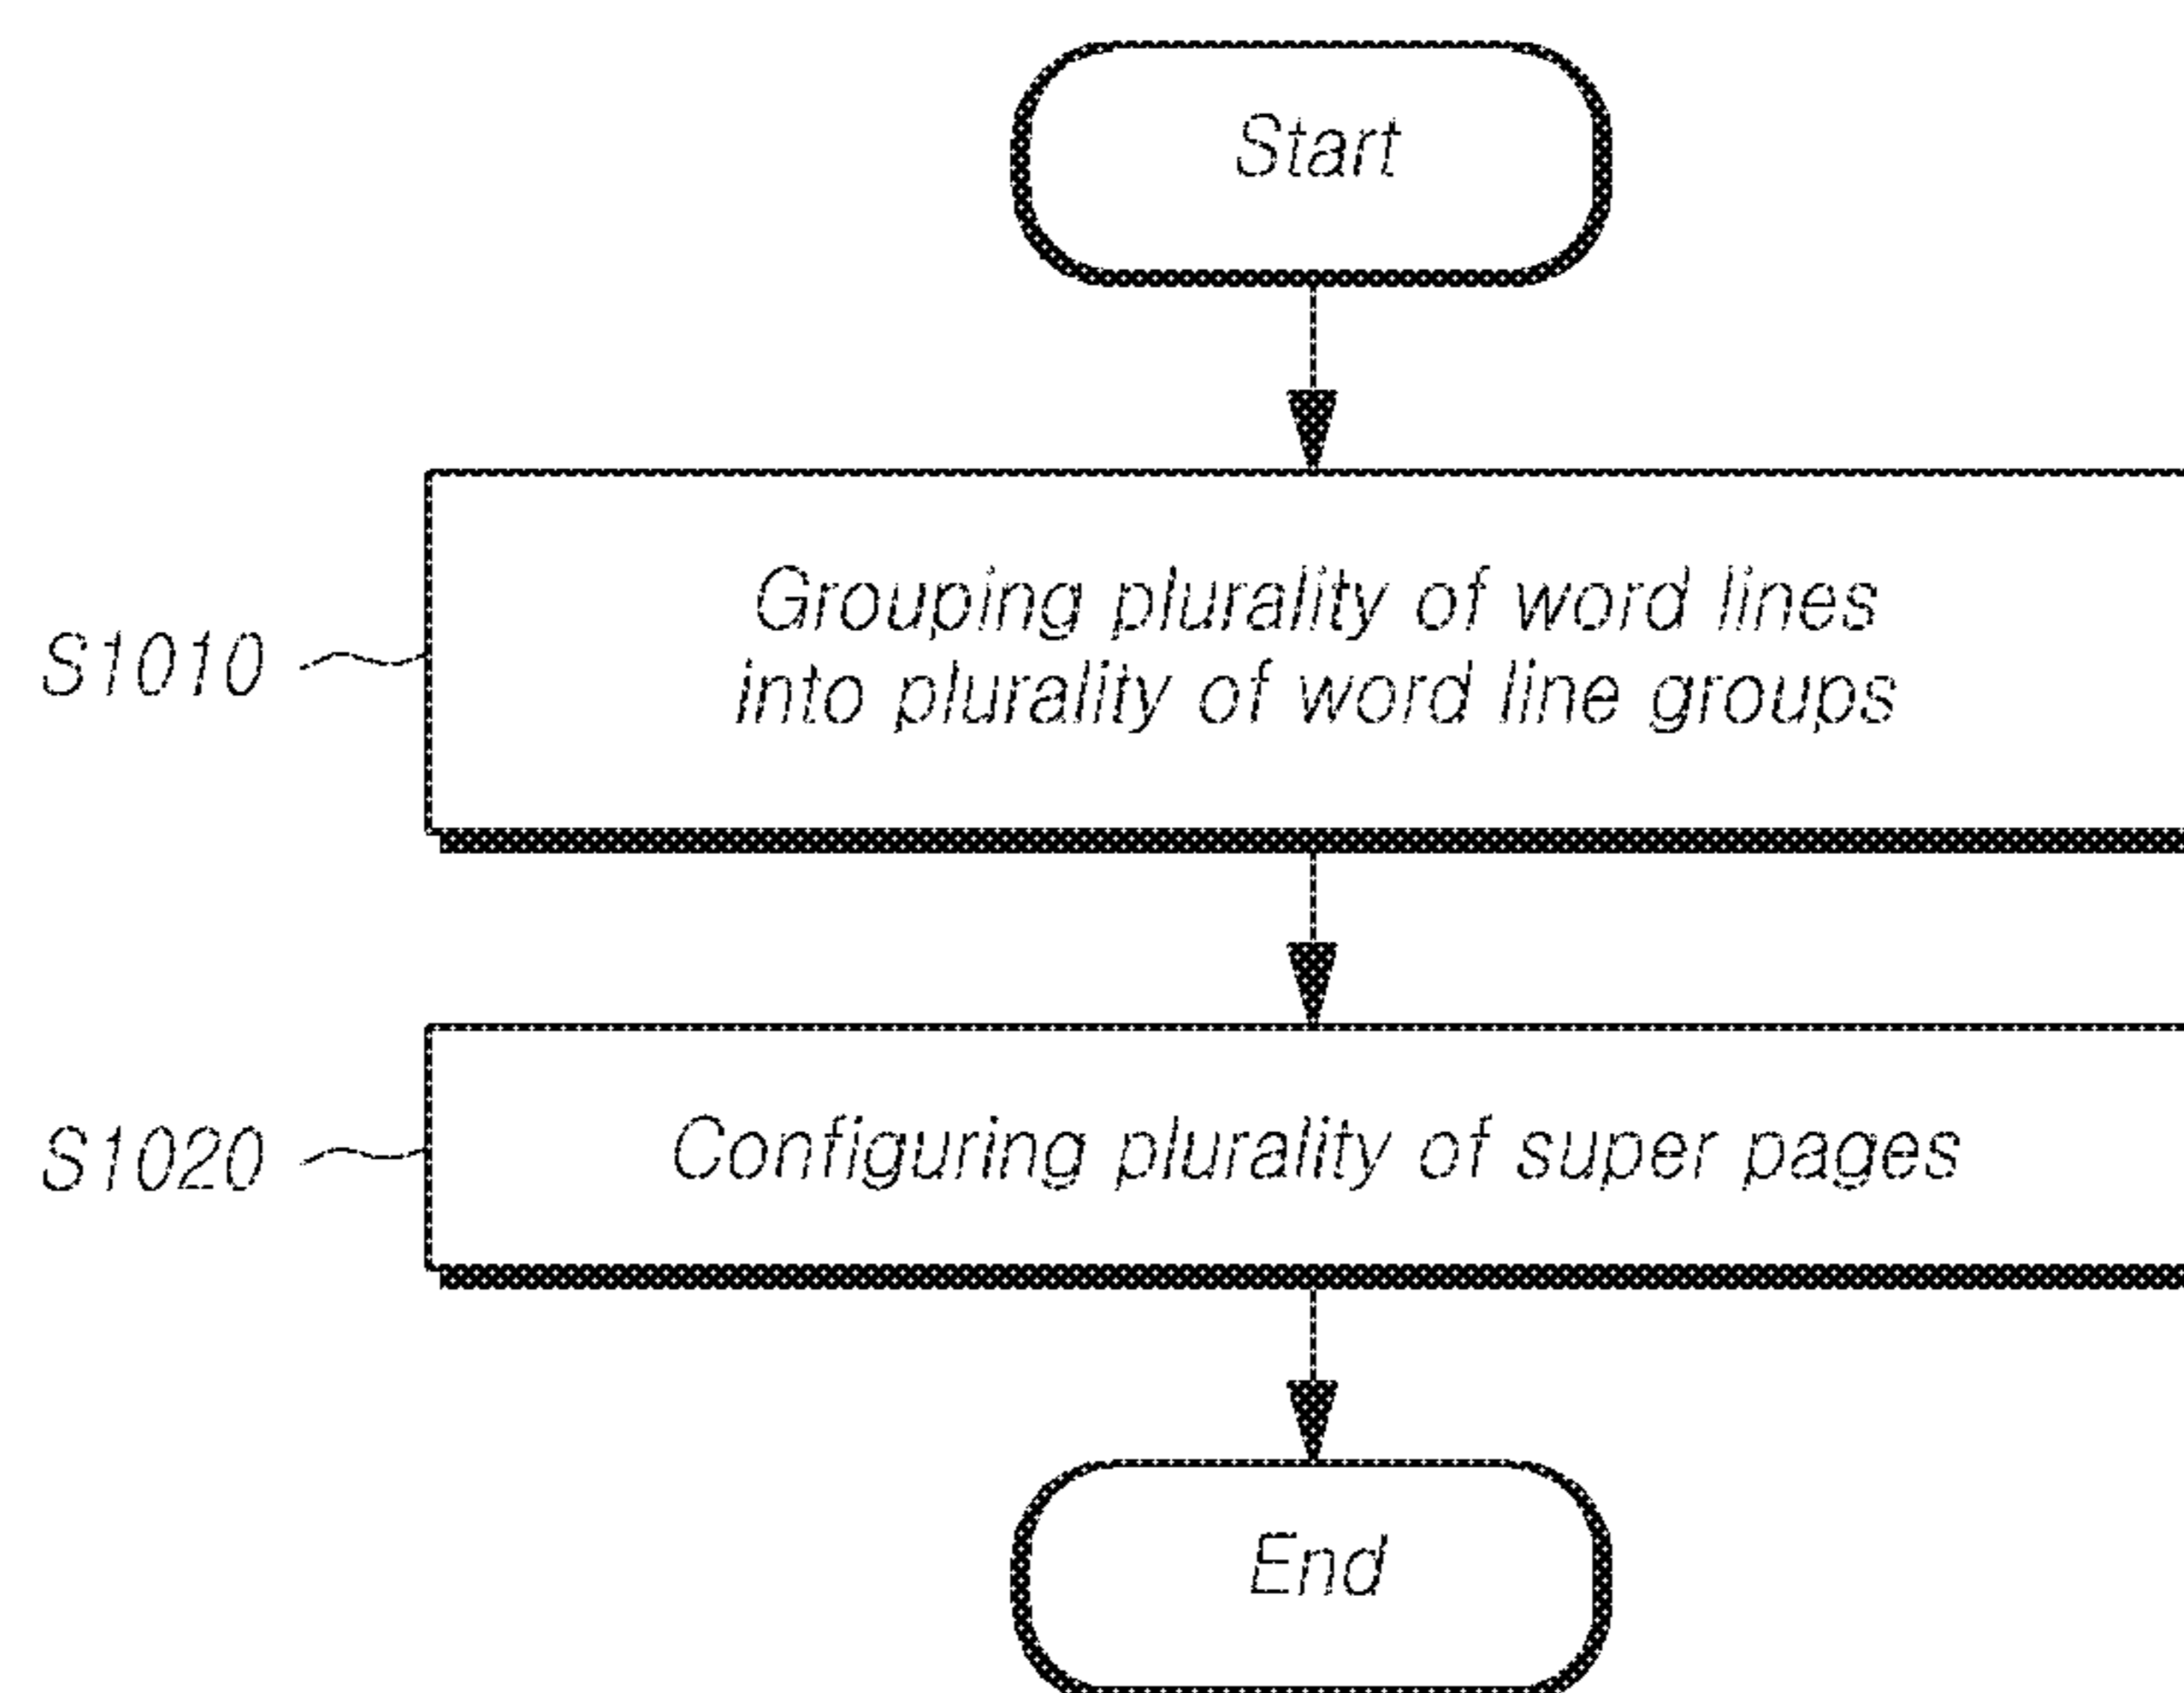 Start
S1010
Grouping plurality of word lines
into plurality of word line groups
S1020
Configuring plurality of super pages
End